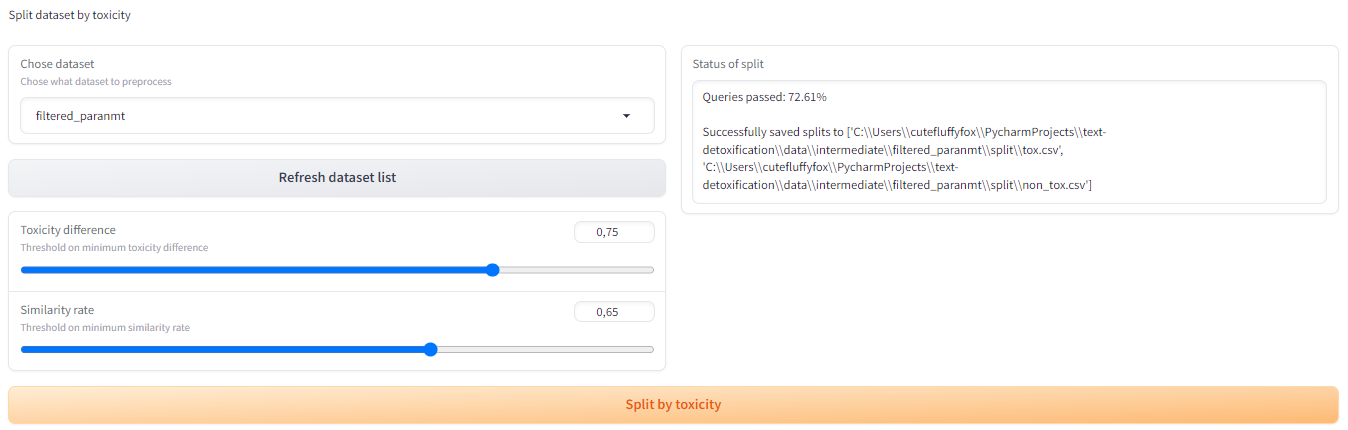 Split dataset by toxicity
Chose dataset
Chose what dataset to preprocess
filtered_paranmt
Refresh dataset list
Toxicity difference
0,75
Threshold on minimum toxicity difference
Similarity rate
0,65
Threshold on minimum similarity rate
Status of split
Queries passed: 72.61%
Successfully saved splits to ['C:\\Users\\cutefluffyfox\\PycharmProjects\\text-
detoxification\\data\\intermediate\\filtered_paranmt\\split\\tox.csv',
'C:\\Users\\cutefluffyfox\\PycharmProjects\\text-
detoxification\\data\\intermediate\\filtered_paranmt\\split\\non_tox.csv']
Split by toxicity